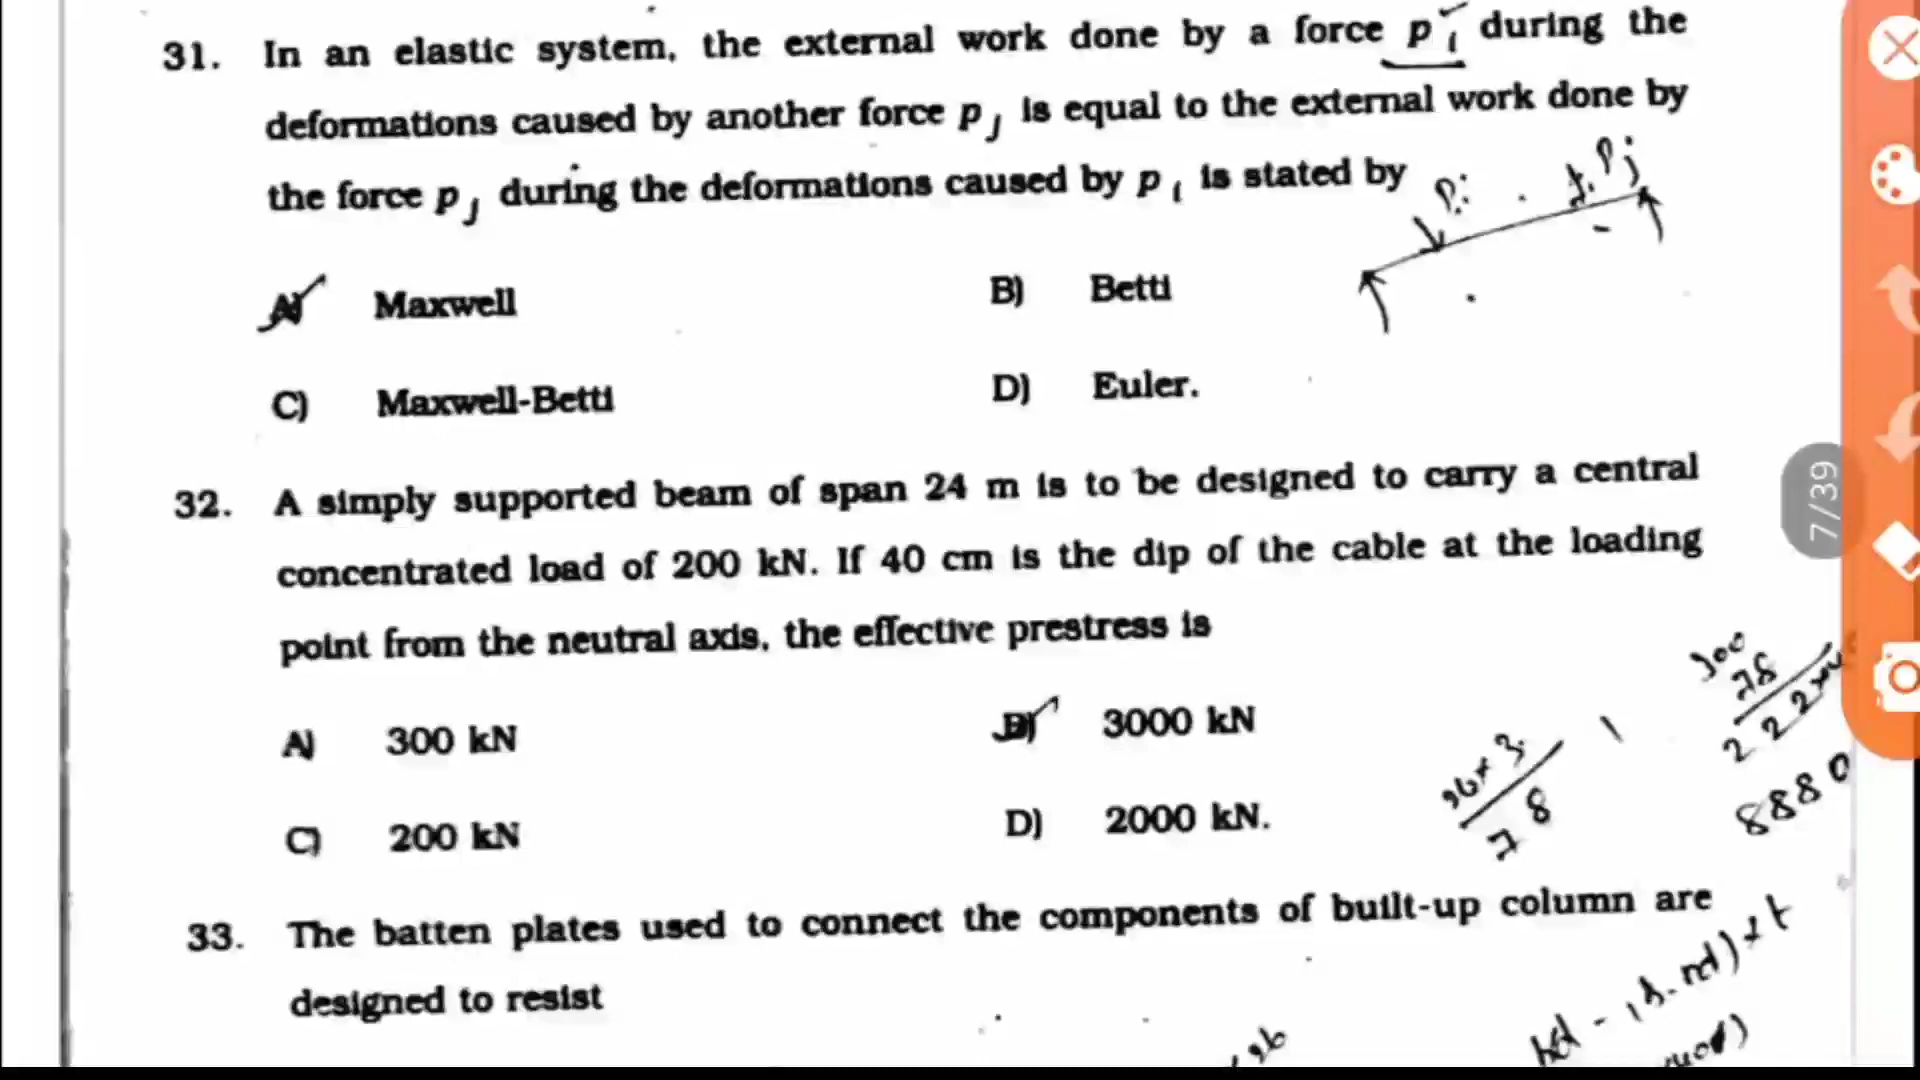 31. In an elastic system, the external work done by a force p i during the
deformations caused by another force p j is equal to the external work done by
the force p j during the deformations caused by p i is stated by
Pi
Pj
A) Maxwell
B) Betti
C) Maxwell-Betti
D) Euler.
32. A simply supported beam of span 24 m is to be designed to carry a central
concentrated load of 200 kN. If 40 cm is the dip of the cable at the loading
point from the neutral axis, the effective prestress is
A) 300 kN
B) 3000 kN
C) 200 kN
D) 2000 kN.
7/39
78
8880
33. The batten plates used to connect the components of built-up column are
designed to resist